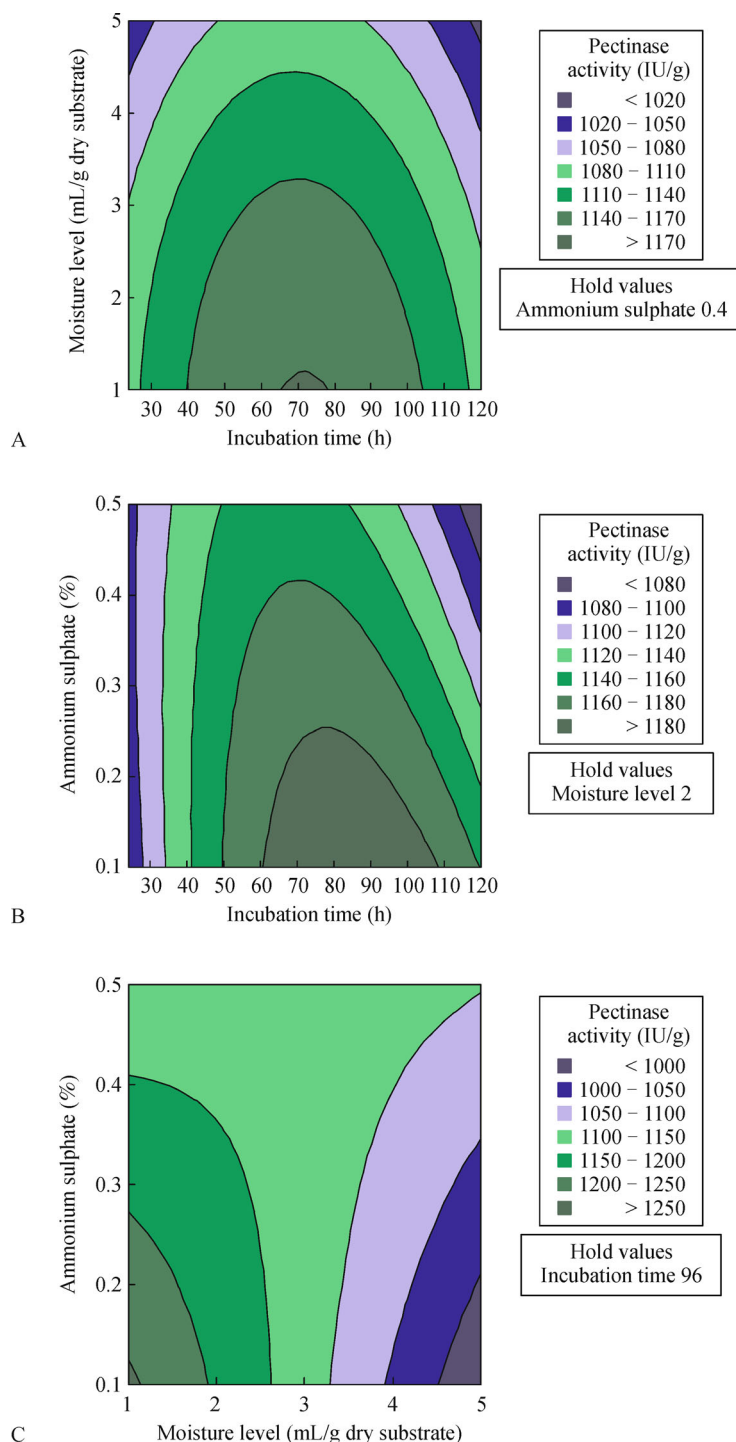 5
4
3
2
1
Moisture level (mL/g dry substrate)
30 40 50 60 70 80 90 100 110 120
Incubation time (h)
A
Pectinase
activity (IU/g)
< 1020
1020 – 1050
1050 – 1080
1080 – 1110
1110 – 1140
1140 – 1170
> 1170
Hold values
Ammonium sulphate 0.4
0.5
0.4
0.3
0.2
0.1
Ammonium sulphate (%)
30 40 50 60 70 80 90 100 110 120
Incubation time (h)
B
Pectinase
activity (IU/g)
< 1080
1080 – 1100
1100 – 1120
1120 – 1140
1140 – 1160
1160 – 1180
> 1180
Hold values
Moisture level 2
0.5
0.4
0.3
0.2
0.1
Ammonium sulphate (%)
1 2 3 4 5
Moisture level (mL/g dry substrate)
C
Pectinase
activity (IU/g)
< 1000
1000 – 1050
1050 – 1100
1100 – 1150
1150 – 1200
1200 – 1250
> 1250
Hold values
Incubation time 96